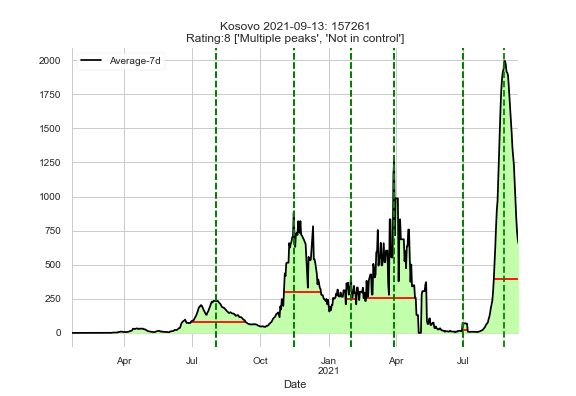 Kosovo 2021-09-13: 157261
Rating:8 ['Multiple peaks', 'Not in control']
Average-7d
2000
1750
1500
1250
1000
750
500
250
0
Apr
Jul
Oct
Jan
2021
Apr
Jul
Date